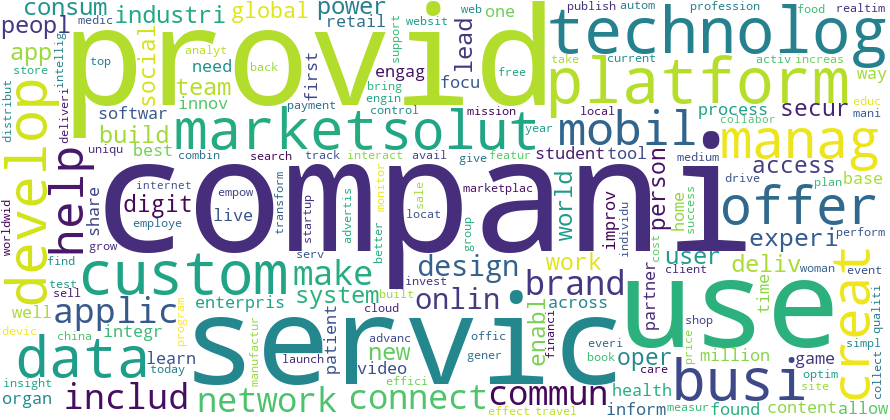 consum industri global power technolog
peopl medic retail web one publish autom profession food realtim
app top provid websit support
intellig social need first lead engag focu analyt back free take current activ increas way
store team innov bring engin platform
distribut deliveri softwar payment control mission local process secur educ mani
develop build marketsolut mobil manag
uniqu best combin search track interact avail give featur year student tool collabor medium access base
help compani person
share digit internet empow live transform startup advertis monitor better sale locat group marketplac world improv individu home success drive plan offer
worldwid grow employe serv experi perform
find custom make design work partner cost user client deliv woman event
test data applic enterpris system invest onlin brand across time shop creat qualiti
sell well integr program built cloud enabl financi use price simpl collect
devic china manufactur patient new advanc offic everi oper million game optim
insight learn today launch video gener book care busi site
organ includ network servic effici connect commun health inform measur found content allow
effect travel